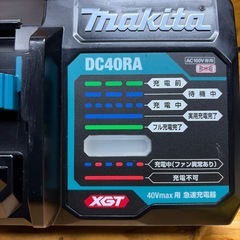 makita
DC40RA
AC100V専用
充電前
待機中
充電中
実用充電完了
フル充電完了
充電中(ファン異常あり)
充電不可
XGT
40Vmax用 急速充電器